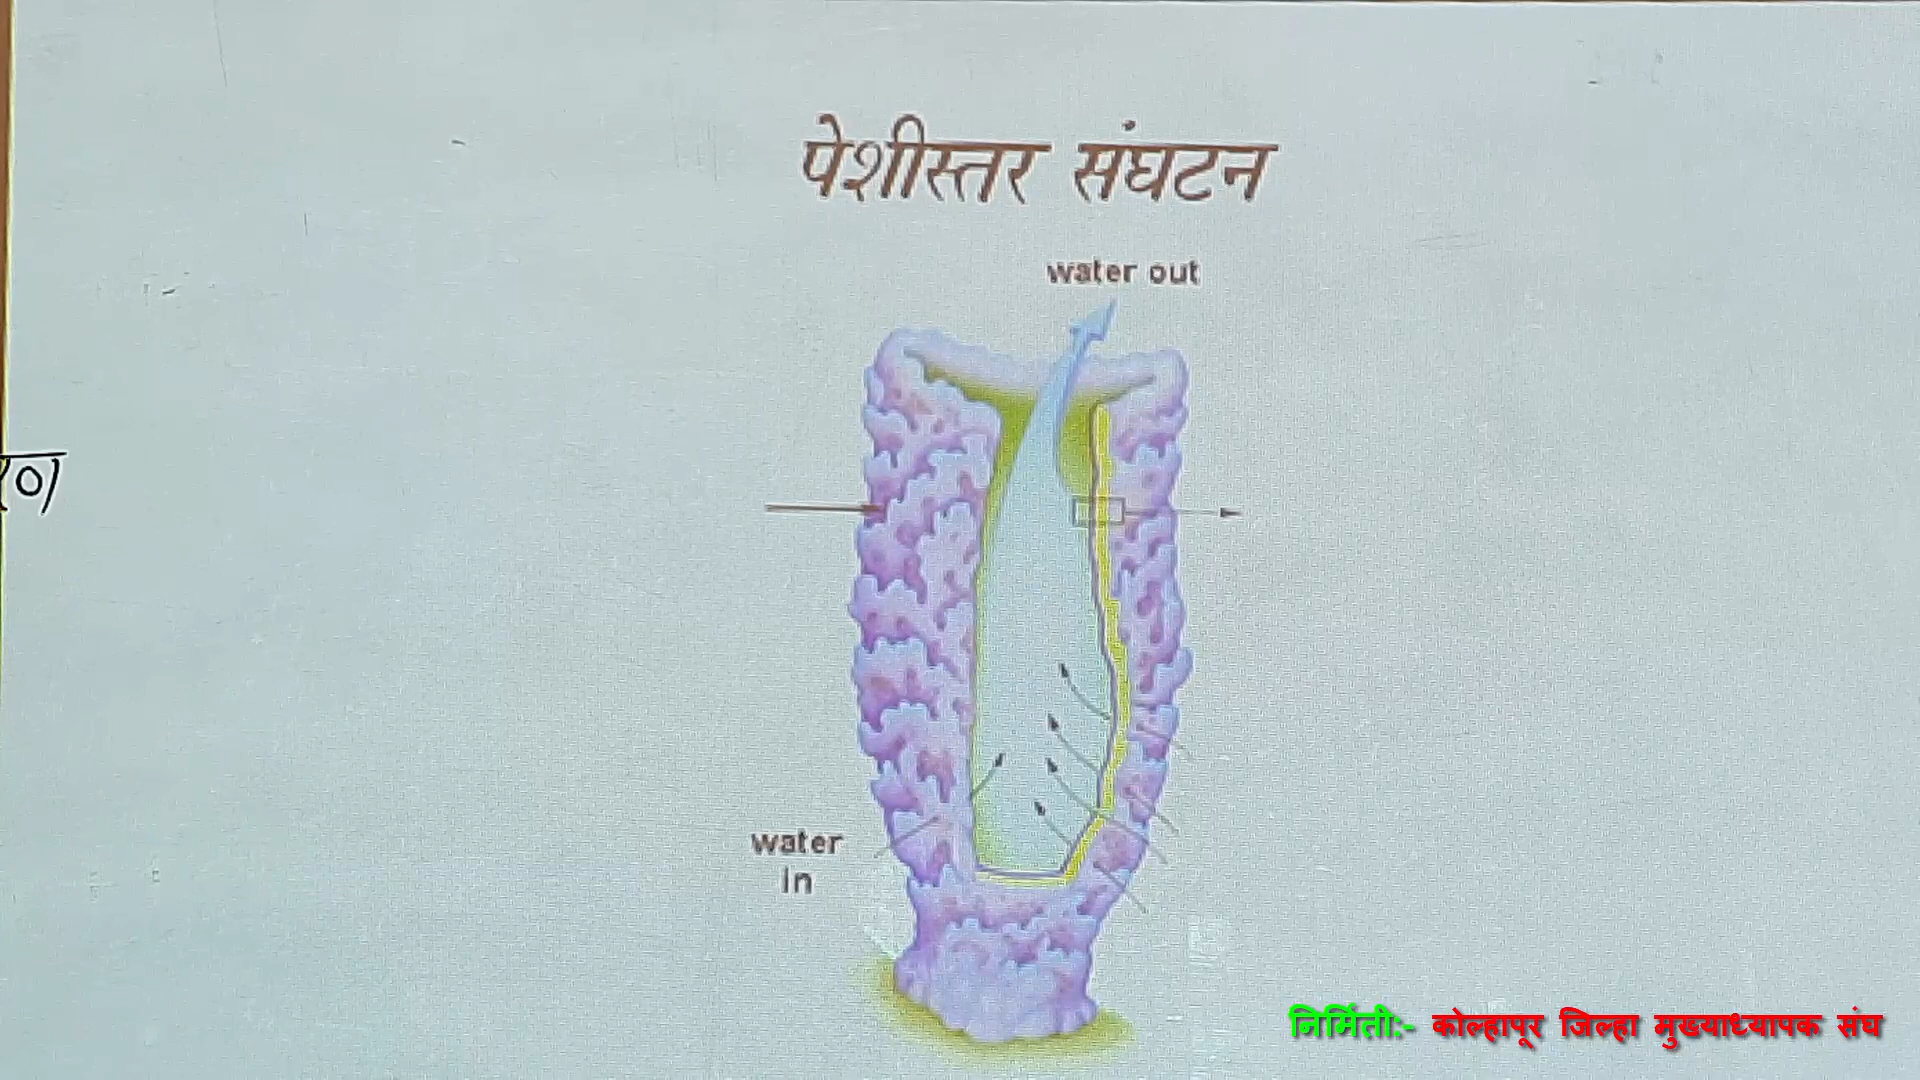 पेशीस्तर संघटन
water out
water
in
निर्मिती:- कोल्हापूर जिल्हा मुख्याध्यापक संघ